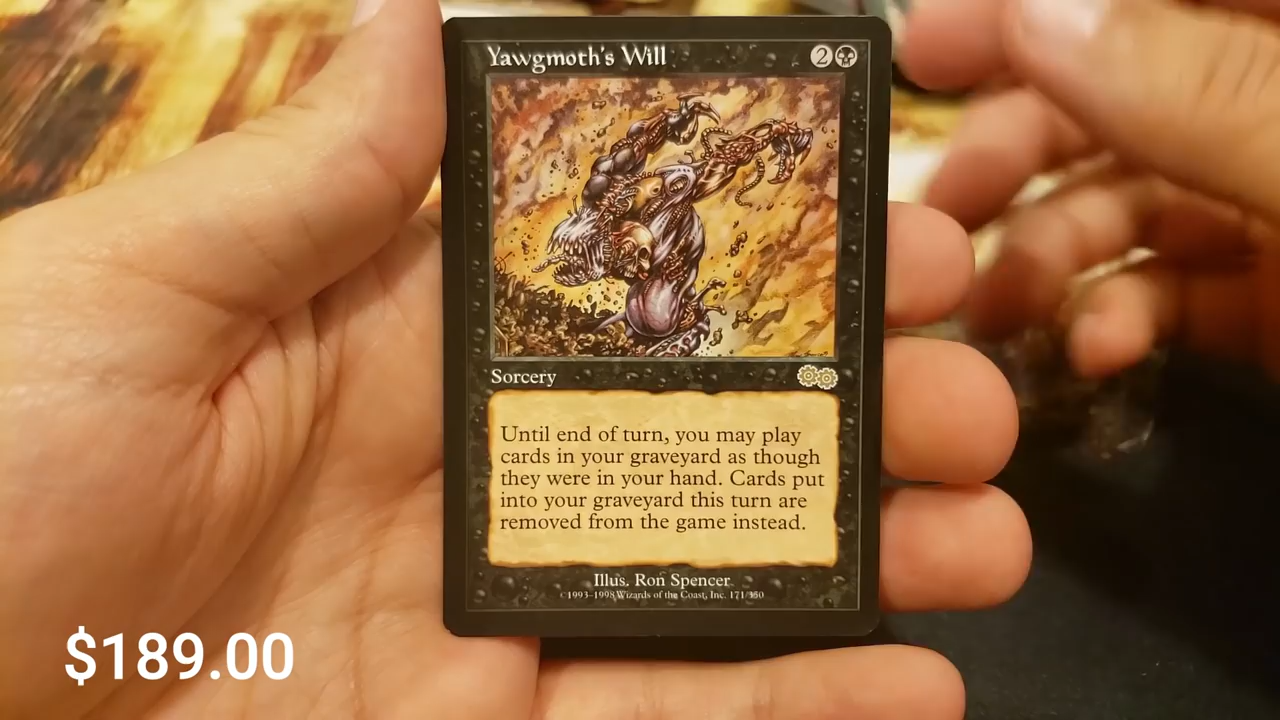 Yawgmoth's Will 2
Sorcery
Until end of turn, you may play
cards in your graveyard as though
they were in your hand. Cards put
into your graveyard this turn are
removed from the game instead.
Illus. Ron Spencer
©1993-1998 Wizards of the Coast, Inc. 171/350
$189.00